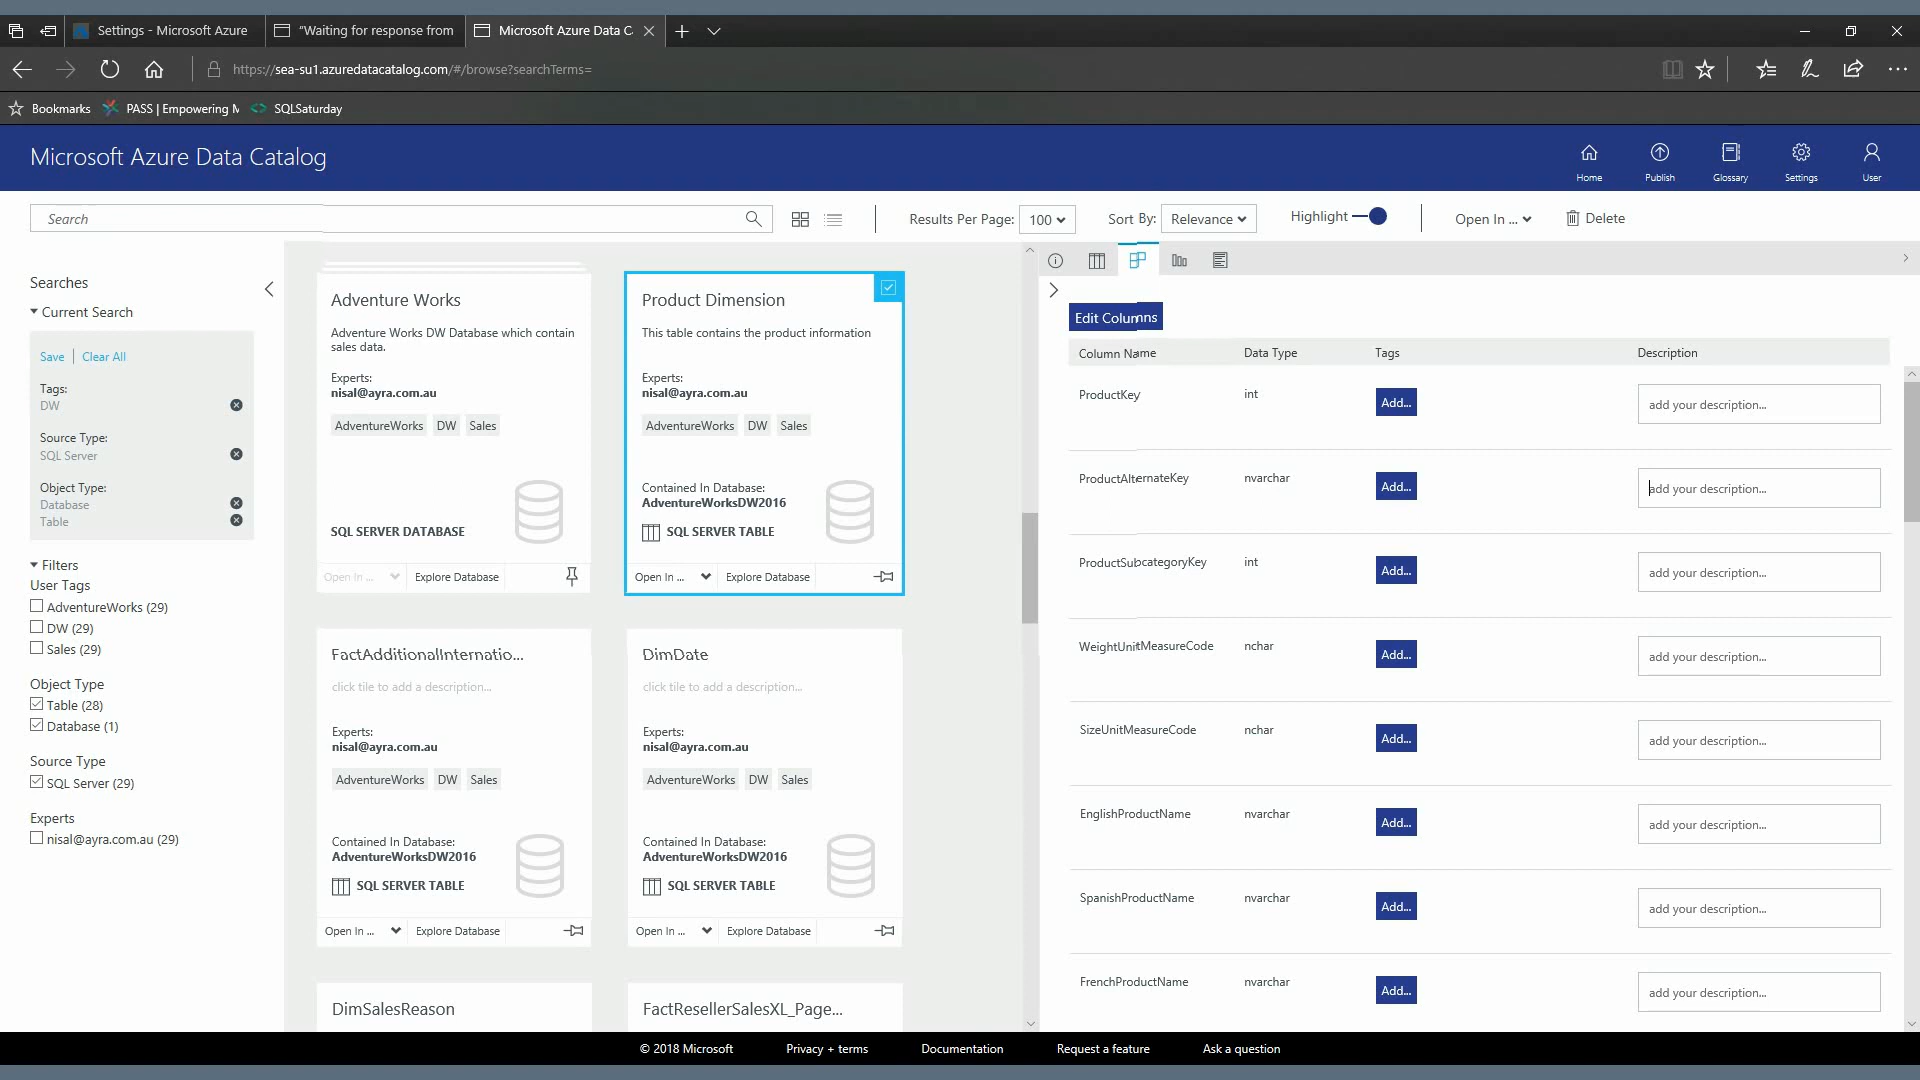 Settings - Microsoft Azure
"Waiting for response from
Microsoft Azure Data C
https://sea-su1.azuredatacatalog.com/#/browse?searchTerms=
Bookmarks
PASS | Empowering M
SQLSaturday
Microsoft Azure Data Catalog
Home
Publish
Glossary
Settings
User
Search
Results Per Page: 100
Sort By: Relevance
Highlight
Open In ...
Delete
Searches
Current Search
Save | Clear All
Tags:
DW
Source Type:
SQL Server
Object Type:
Database
Table
Filters
User Tags
AdventureWorks (29)
DW (29)
Sales (29)
Object Type
Table (28)
Database (1)
Source Type
SQL Server (29)
Experts
nisal@ayra.com.au (29)
Adventure Works
Adventure Works DW Database which contain
sales data.
Experts:
nisal@ayra.com.au
AdventureWorks DW Sales
SQL SERVER DATABASE
Open In ... Explore Database
Product Dimension
This table contains the product information
Experts:
nisal@ayra.com.au
AdventureWorks DW Sales
Contained In Database:
AdventureWorksDW2016
SQL SERVER TABLE
Open In ... Explore Database
FactAdditionalInternatio...
click tile to add a description...
Experts:
nisal@ayra.com.au
AdventureWorks DW Sales
Contained In Database:
AdventureWorksDW2016
SQL SERVER TABLE
Open In ... Explore Database
DimDate
click tile to add a description...
Experts:
nisal@ayra.com.au
AdventureWorks DW Sales
Contained In Database:
AdventureWorksDW2016
SQL SERVER TABLE
Open In ... Explore Database
DimSalesReason
FactResellerSalesXL_Page...
Edit Columns
Column Name Data Type Tags Description
ProductKey int Add... add your description...
ProductAlternateKey nvarchar Add... add your description...
ProductSubcategoryKey int Add... add your description...
WeightUnitMeasureCode nchar Add... add your description...
SizeUnitMeasureCode nchar Add... add your description...
EnglishProductName nvarchar Add... add your description...
SpanishProductName nvarchar Add... add your description...
FrenchProductName nvarchar Add... add your description...
© 2018 Microsoft
Privacy + terms
Documentation
Request a feature
Ask a question